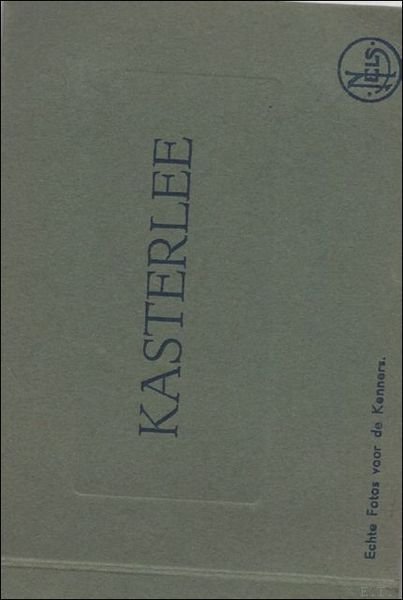 NELS
KASTERLEE
Echte Fotos voor de Kenners.